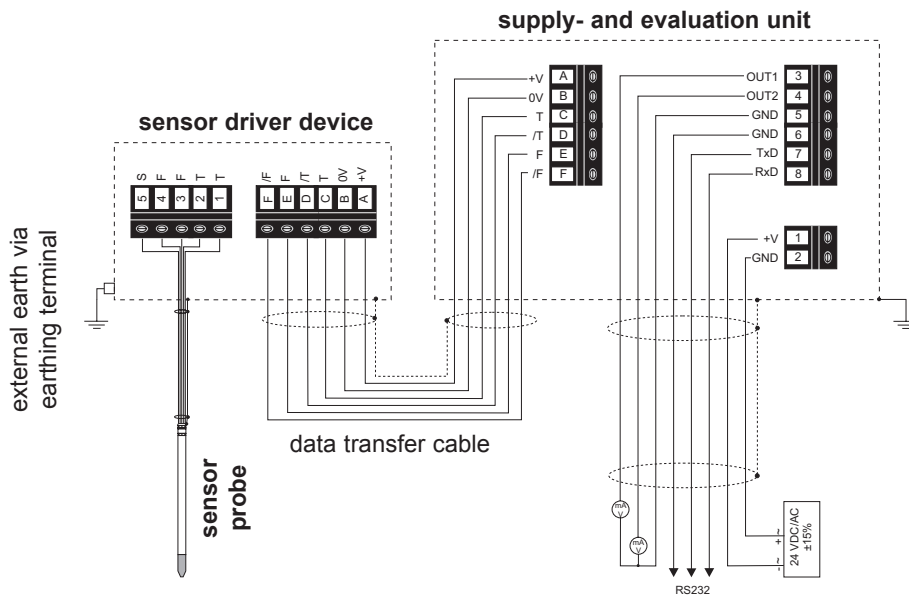 supply- and evaluation unit
sensor driver device
external earth via
earthing terminal
S F F T T
5 4 3 2 1
/F F /T T 0V +V
F E D C B A
+V A
0V B
T C
/T D
F E
/F F
OUT1 3
OUT2 4
GND 5
GND 6
TxD 7
RxD 8
+V 1
GND 2
data transfer cable
sensor
probe
mA
V
mA
V
RS232
+ ~
- ~
24 VDC/AC
±15%